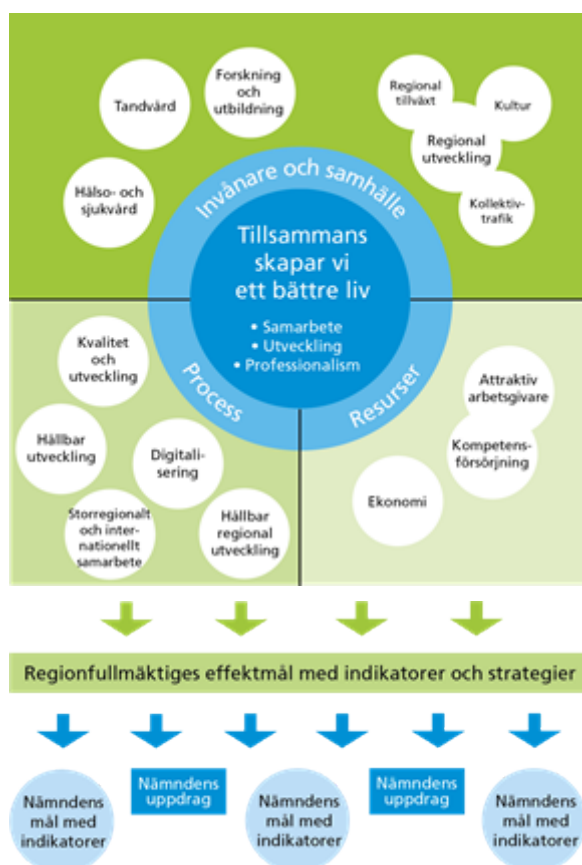 Tandvård
Forskning
och
utbildning
Hälso- och
sjukvård
Regional
tillväxt
Kultur
Regional
utveckling
Kollektiv-
trafik
Invånare och samhälle
Tillsammans
skapar vi
ett bättre liv
• Samarbete
• Utveckling
• Professionalism
Process
Resurser
Kvalitet
och
utveckling
Hållbar
utveckling
Digitali-
sering
Storregionalt
och inter-
nationellt
samarbete
Hållbar
regional
utveckling
Attraktiv
arbetsgivare
Kompetens-
försörjning
Ekonomi
Regionfullmäktiges effektmål med indikatorer och strategier
Nämndens
mål med
indikatorer
Nämndens
uppdrag
Nämndens
mål med
indikatorer
Nämndens
uppdrag
Nämndens
mål med
indikatorer